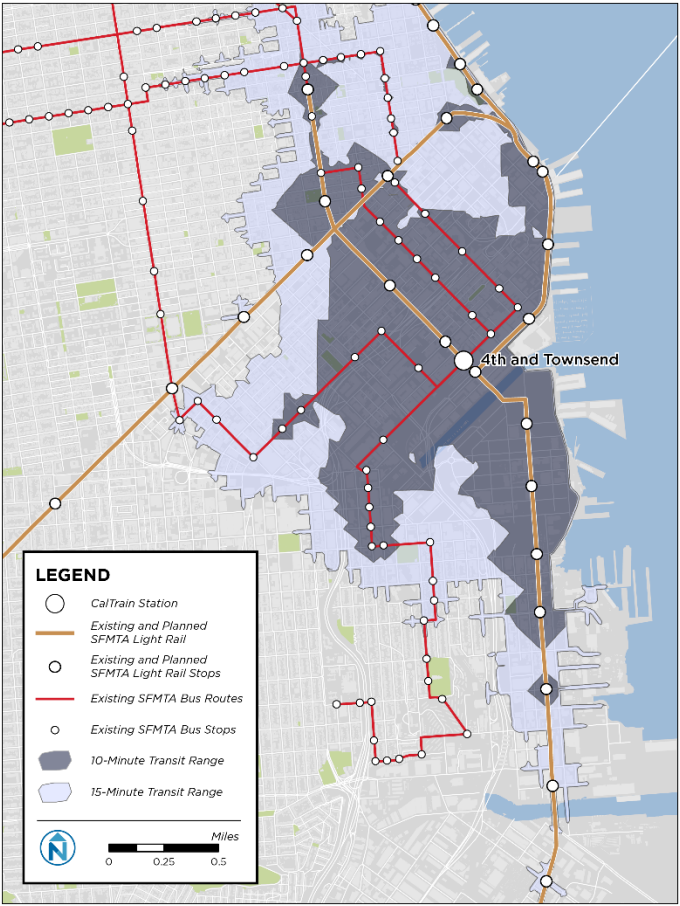 4th and Townsend
LEGEND
CalTrain Station
Existing and Planned
SFMTA Light Rail
Existing and Planned
SFMTA Light Rail Stops
Existing SFMTA Bus Routes
Existing SFMTA Bus Stops
10-Minute Transit Range
15-Minute Transit Range
N
Miles
0 0.25 0.5